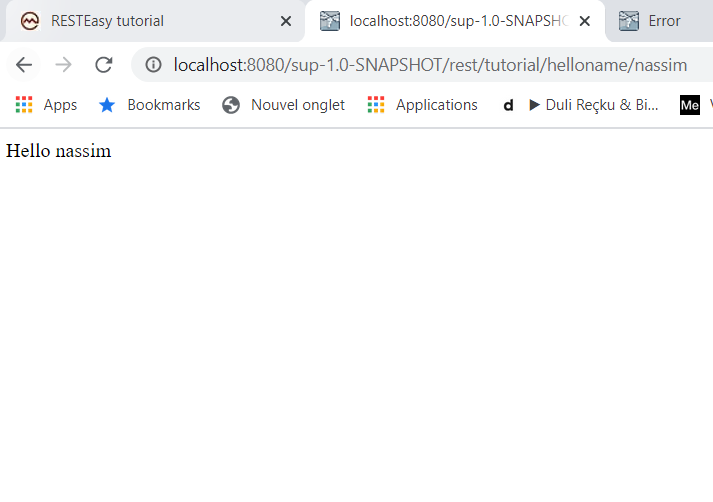 RESTEasy tutorial localhost:8080/sup-1.0-SNAPSHO Error
localhost:8080/sup-1.0-SNAPSHOT/rest/tutorial/helloname/nassim
Apps Bookmarks Nouvel onglet Applications d ▶ Duli Reçku & Bi... Me V
Hello nassim